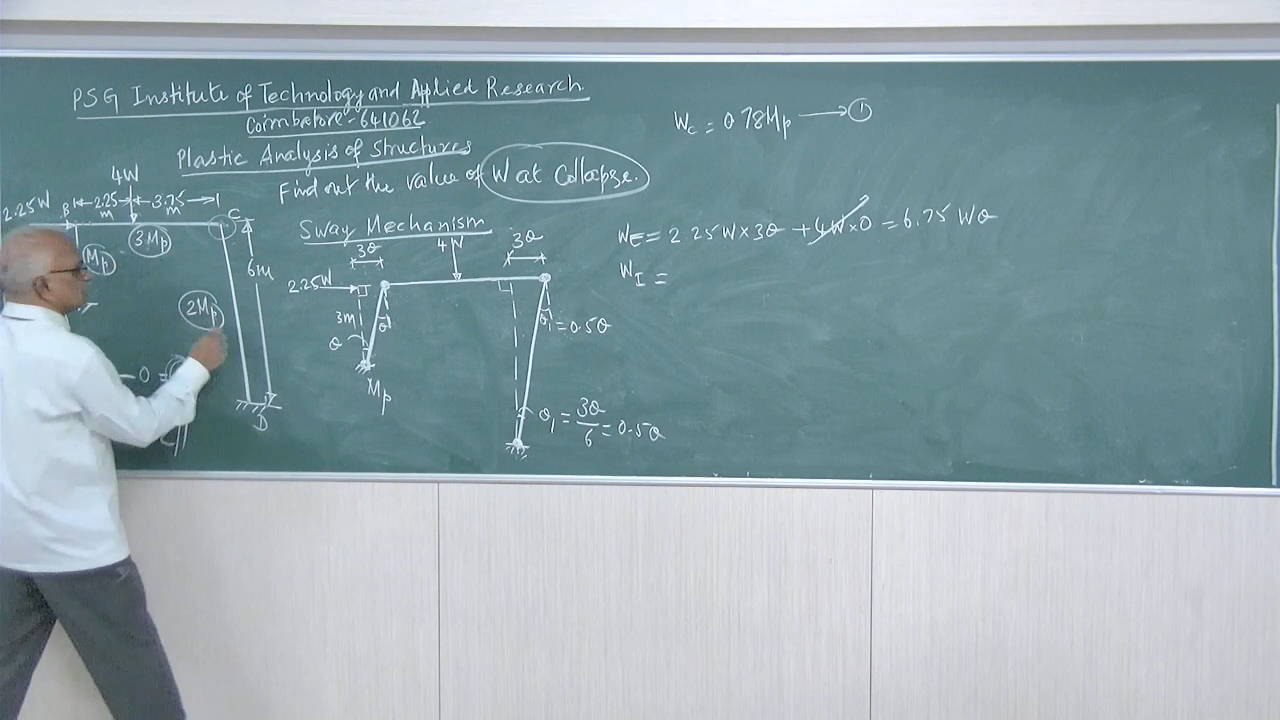 PSG Institute of Technology and Applied Research.
Coimbatore - 641062
Plastic Analysis of Structures
Find out the value of W at Collapse.
Wc = 0.78Mp → 1
4W
2.25W B 2.25 m 3.75 m C
Mp 3Mp 6m
2Mp
0 =
D
Sway Mechanism
3θ 4W 3θ
2.25W
3m θ θ1 = 0.5θ
θ
Mp
θ1 = 3θ/6 = 0.5θ
WE = 2.25W×3θ + 4W×0 = 6.75 Wθ
WI =